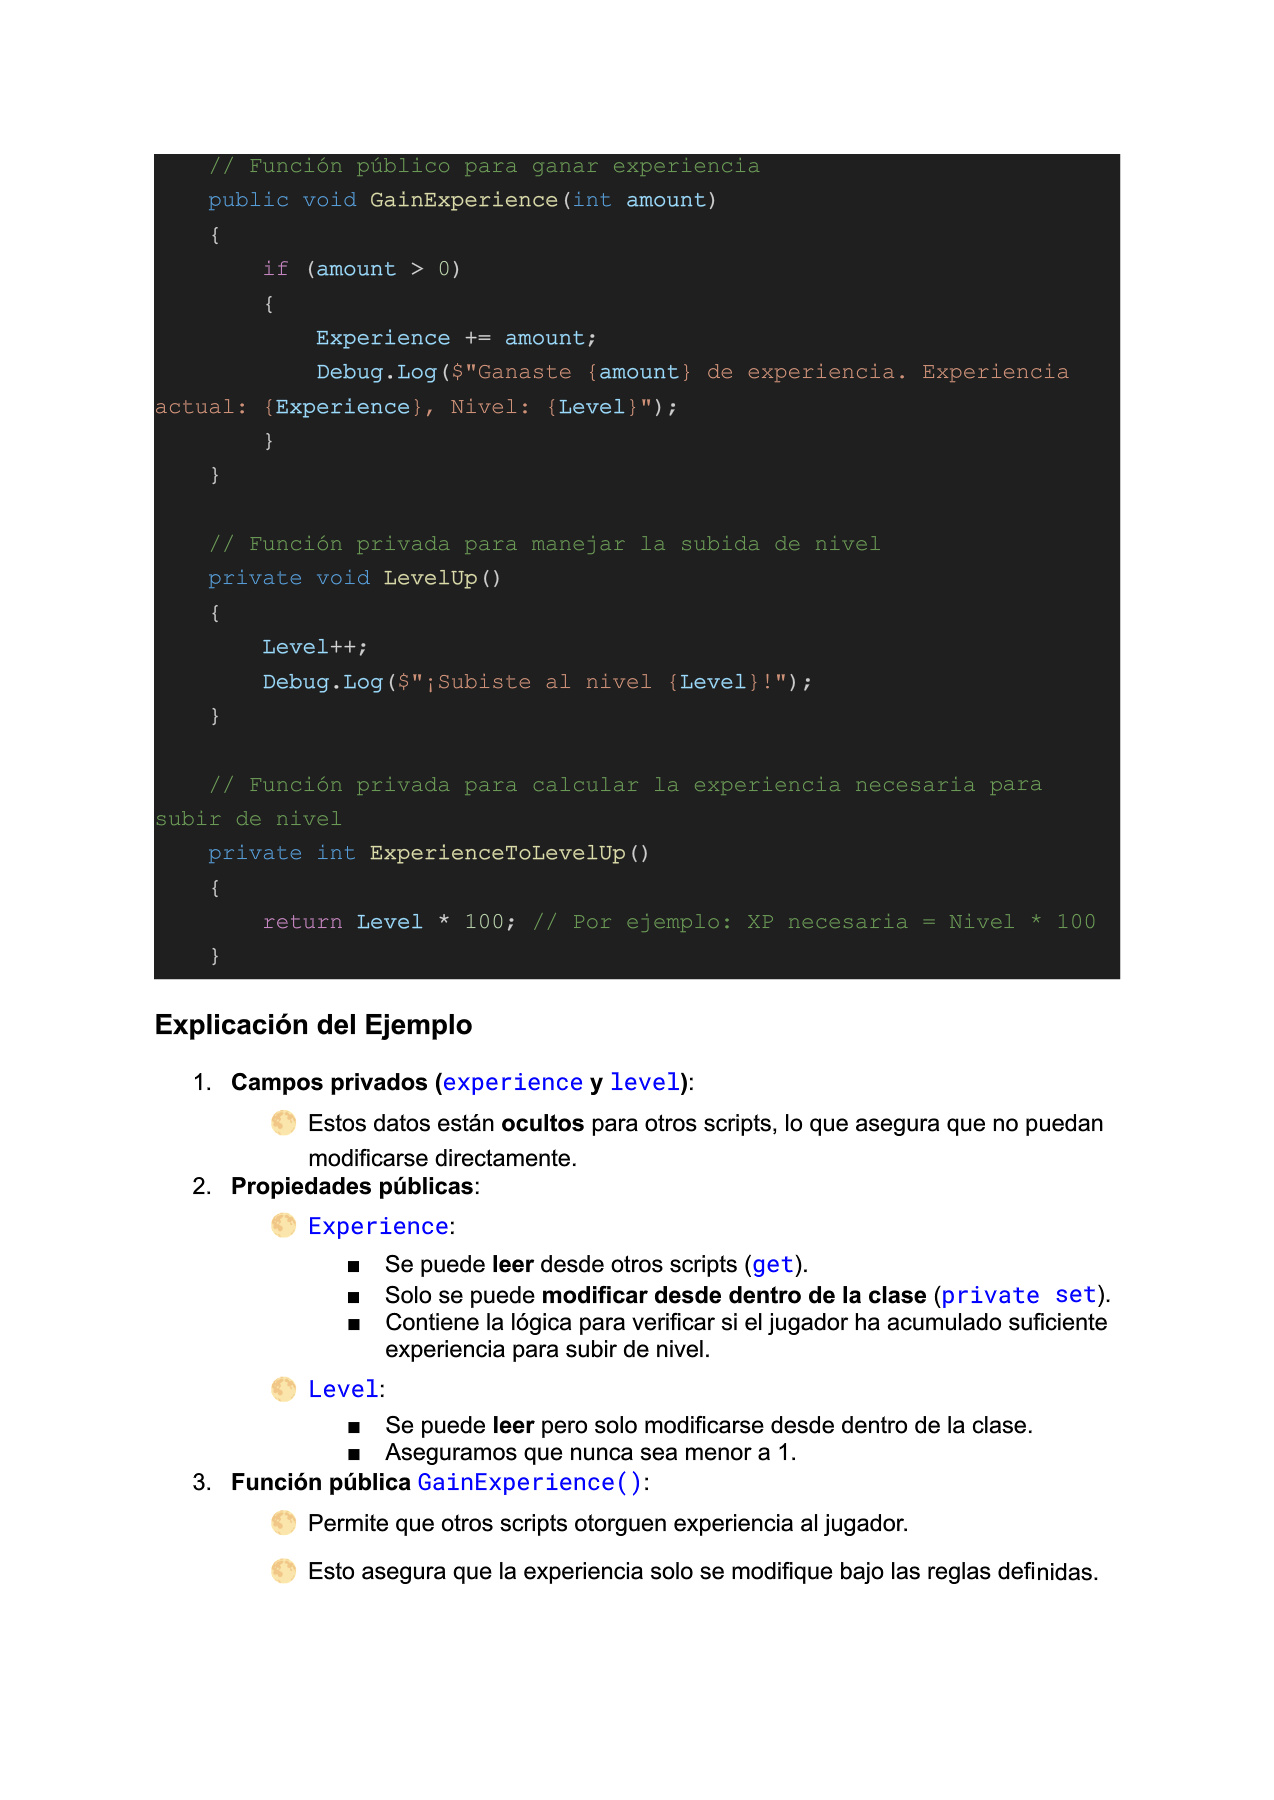 // Función público para ganar experiencia
public void GainExperience(int amount)
{
if (amount > 0)
{
Experience += amount;
Debug.Log($"Ganaste {amount} de experiencia. Experiencia
actual: {Experience}, Nivel: {Level}");
}
}
// Función privada para manejar la subida de nivel
private void LevelUp()
{
Level++;
Debug.Log($"¡Subiste al nivel {Level}!");
}
// Función privada para calcular la experiencia necesaria para
subir de nivel
private int ExperienceToLevelUp()
{
return Level * 100; // Por ejemplo: XP necesaria = Nivel * 100
}
Explicación del Ejemplo
1. Campos privados (experience y level):
Estos datos están ocultos para otros scripts, lo que asegura que no puedan
modificarse directamente.
2. Propiedades públicas:
Experience:
■ Se puede leer desde otros scripts (get).
■ Solo se puede modificar desde dentro de la clase (private set).
■ Contiene la lógica para verificar si el jugador ha acumulado suficiente
experiencia para subir de nivel.
Level:
■ Se puede leer pero solo modificarse desde dentro de la clase.
■ Aseguramos que nunca sea menor a 1.
3. Función pública GainExperience():
Permite que otros scripts otorguen experiencia al jugador.
Esto asegura que la experiencia solo se modifique bajo las reglas definidas.